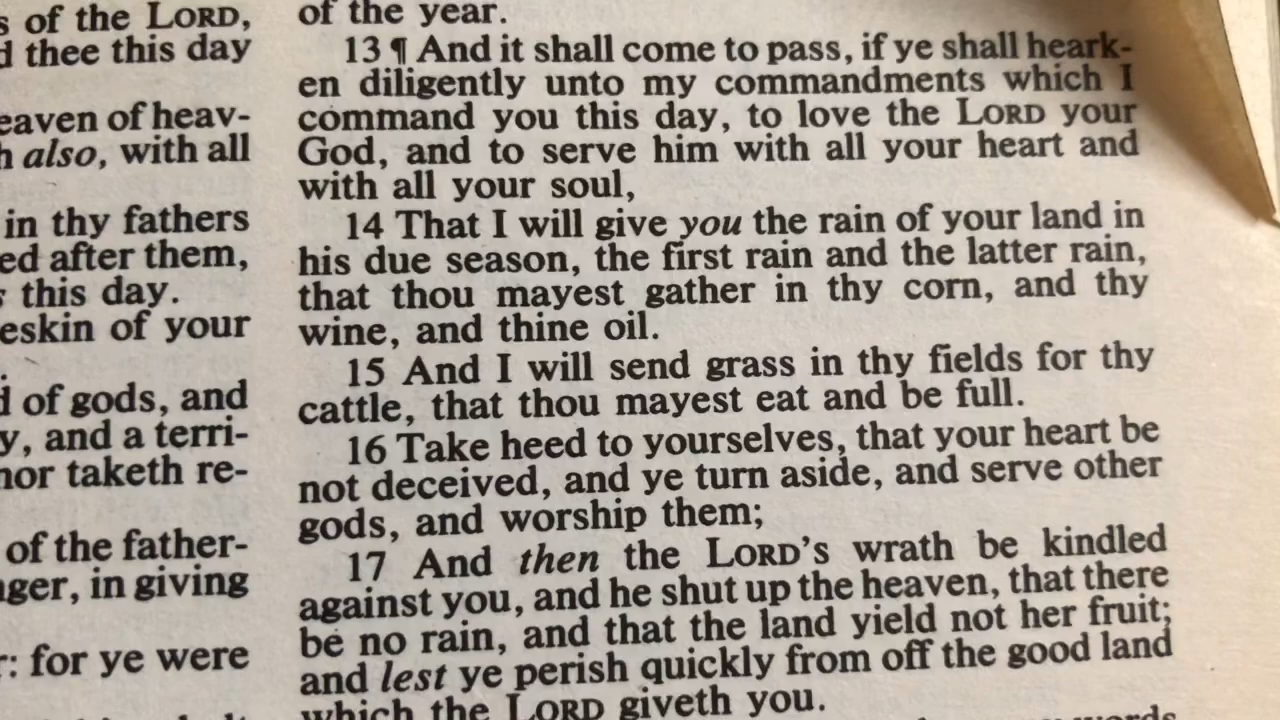 s of the LORD,
thee this day
eaven of heav-
also, with all
in thy fathers
ed after them,
this day.
eskin of your
of gods, and
y, and a terri-
nor taketh re-
of the father-
nger, in giving
: for ye were
of the year.
13 ¶ And it shall come to pass, if ye shall heark-
en diligently unto my commandments which I
command you this day, to love the LORD your
God, and to serve him with all your heart and
with all your soul,
14 That I will give you the rain of your land in
his due season, the first rain and the latter rain,
that thou mayest gather in thy corn, and thy
wine, and thine oil.
15 And I will send grass in thy fields for thy
cattle, that thou mayest eat and be full.
16 Take heed to yourselves, that your heart be
not deceived, and ye turn aside, and serve other
gods, and worship them;
17 And then the LORD'S wrath be kindled
against you, and he shut up the heaven, that there
be no rain, and that the land yield not her fruit;
and lest ye perish quickly from off the good land
which the LORD giveth you.
words